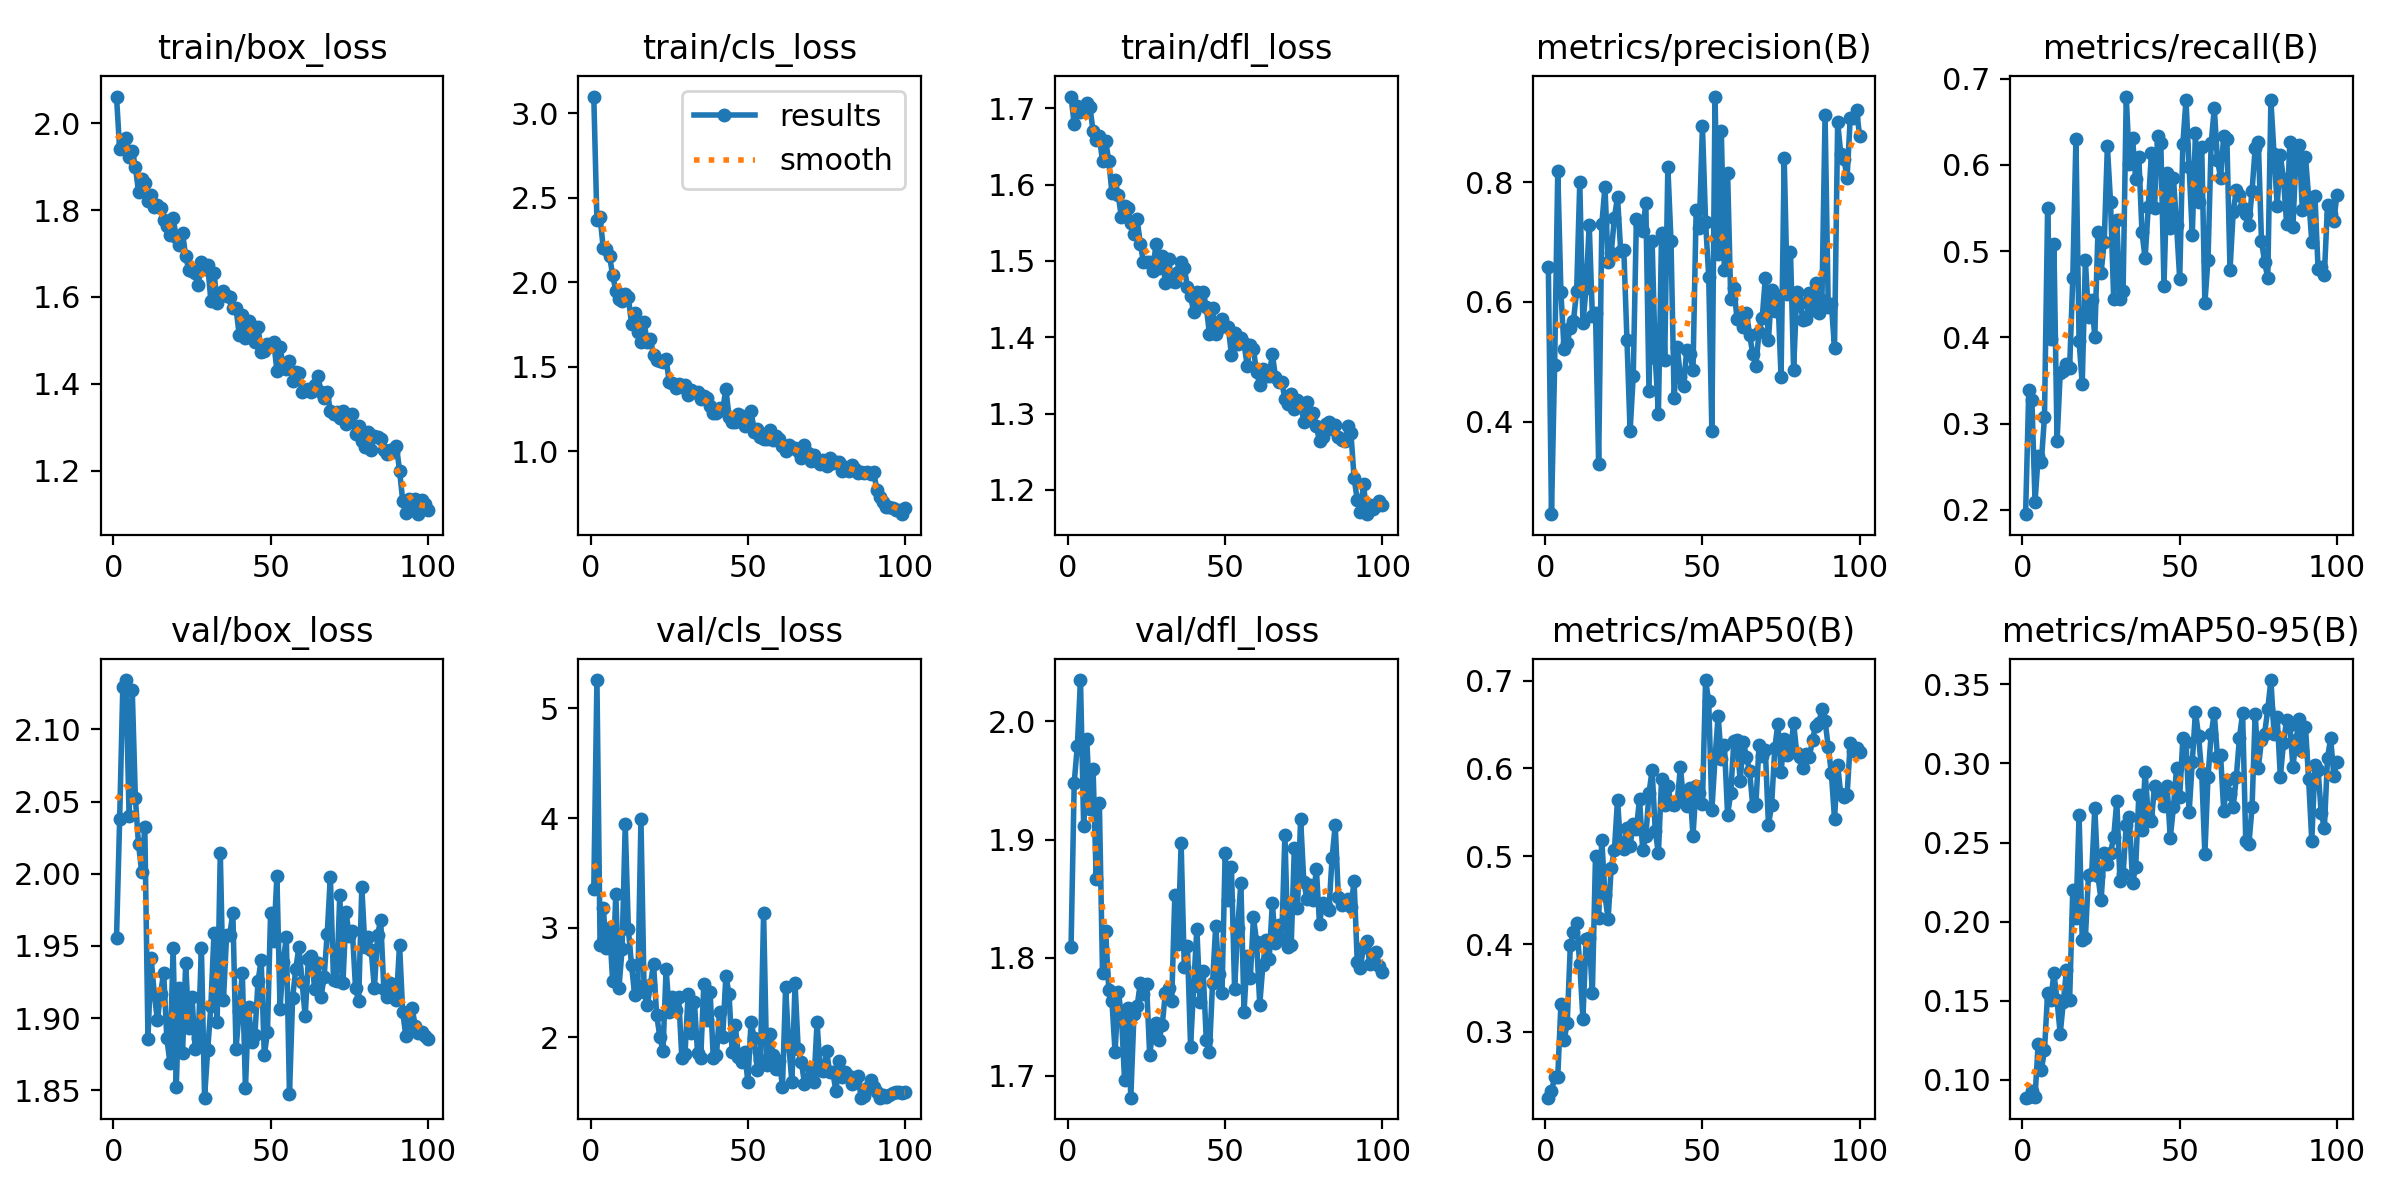 train/box_loss
2.0
1.8
1.6
1.4
1.2
0 50 100
train/cls_loss
results
smooth
3.0
2.5
2.0
1.5
1.0
0 50 100
train/dfl_loss
1.7
1.6
1.5
1.4
1.3
1.2
0 50 100
metrics/precision(B)
0.8
0.6
0.4
0 50 100
metrics/recall(B)
0.7
0.6
0.5
0.4
0.3
0.2
0 50 100
val/box_loss
2.10
2.05
2.00
1.95
1.90
1.85
0 50 100
val/cls_loss
5
4
3
2
0 50 100
val/dfl_loss
2.0
1.9
1.8
1.7
0 50 100
metrics/mAP50(B)
0.7
0.6
0.5
0.4
0.3
0 50 100
metrics/mAP50-95(B)
0.35
0.30
0.25
0.20
0.15
0.10
0 50 100